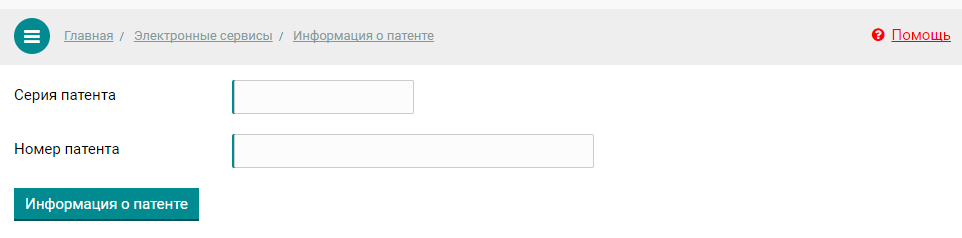 Главная / Электронные сервисы / Информация о патенте
Помощь
Серия патента
Номер патента
Информация о патенте